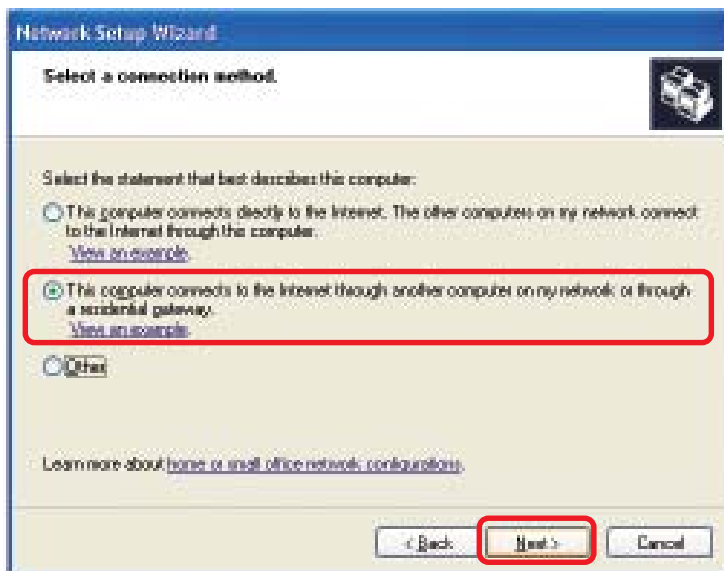 Network Setup Wizard
Select a connection method.
Select the statement that best describes this computer:
This computer connects directly to the Internet. The other computers on my network connect
to the Internet through this computer.
View an example.
This computer connects to the Internet through another computer on my network or through
a residential gateway.
View an example.
Other
Learn more about home or small office network configurations.
< Back Next > Cancel